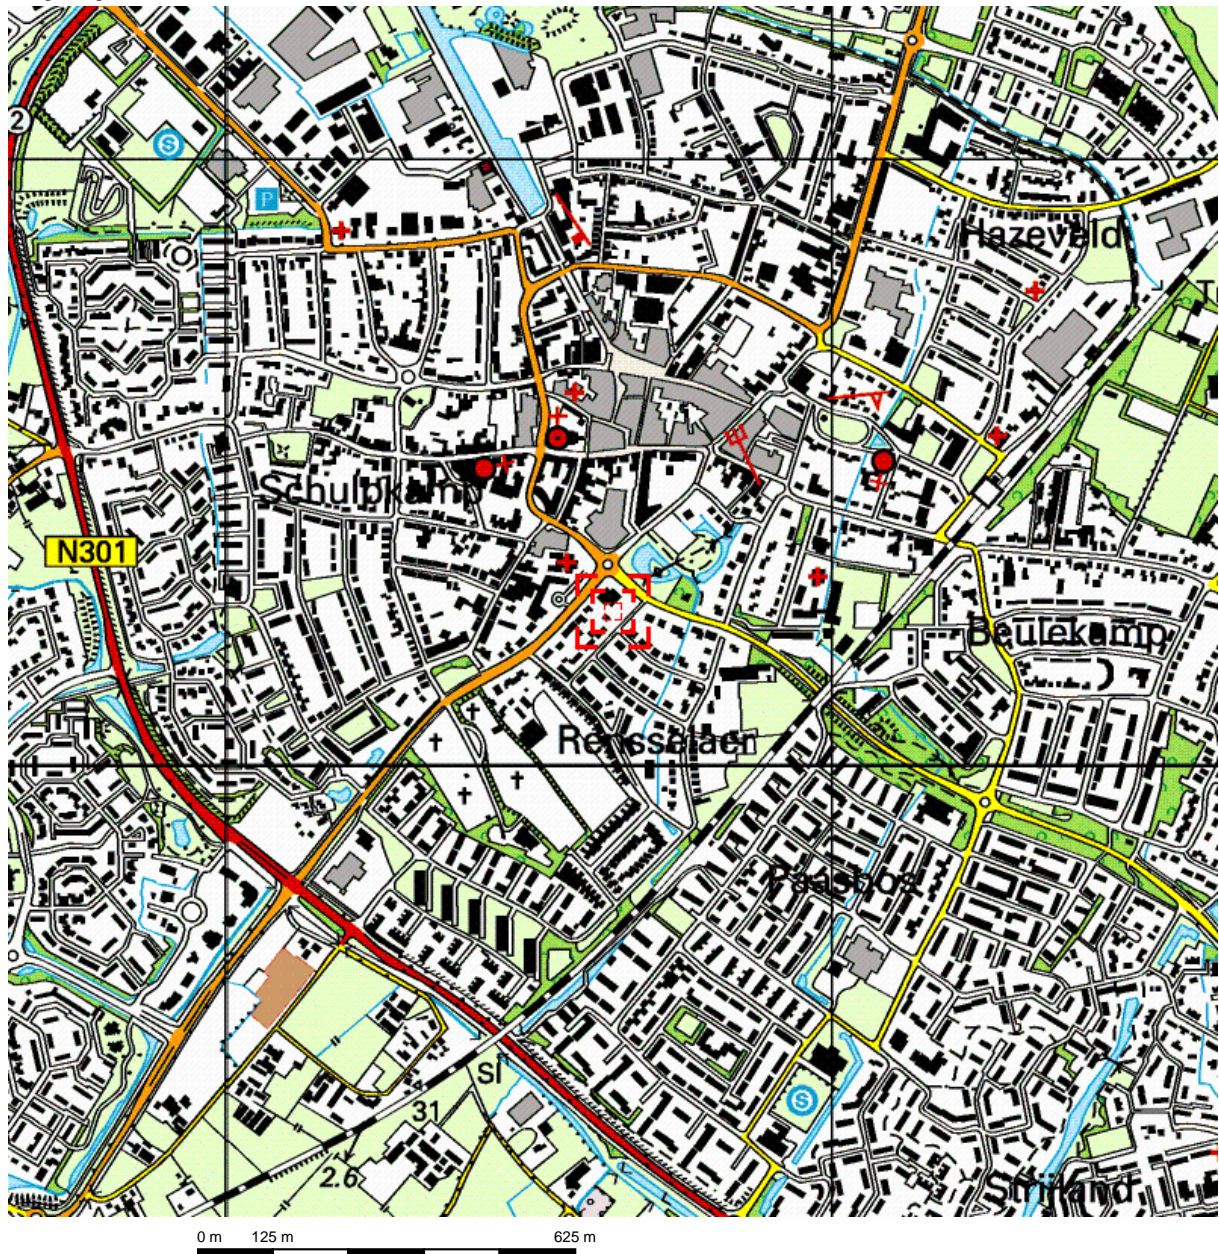 2
S
P
Hazeveld
T
Schulpkamp
N301
Beulekamp
Rensselaer
Paasbos
Sl
S
31
2.6
Strijland
0 m 125 m 625 m